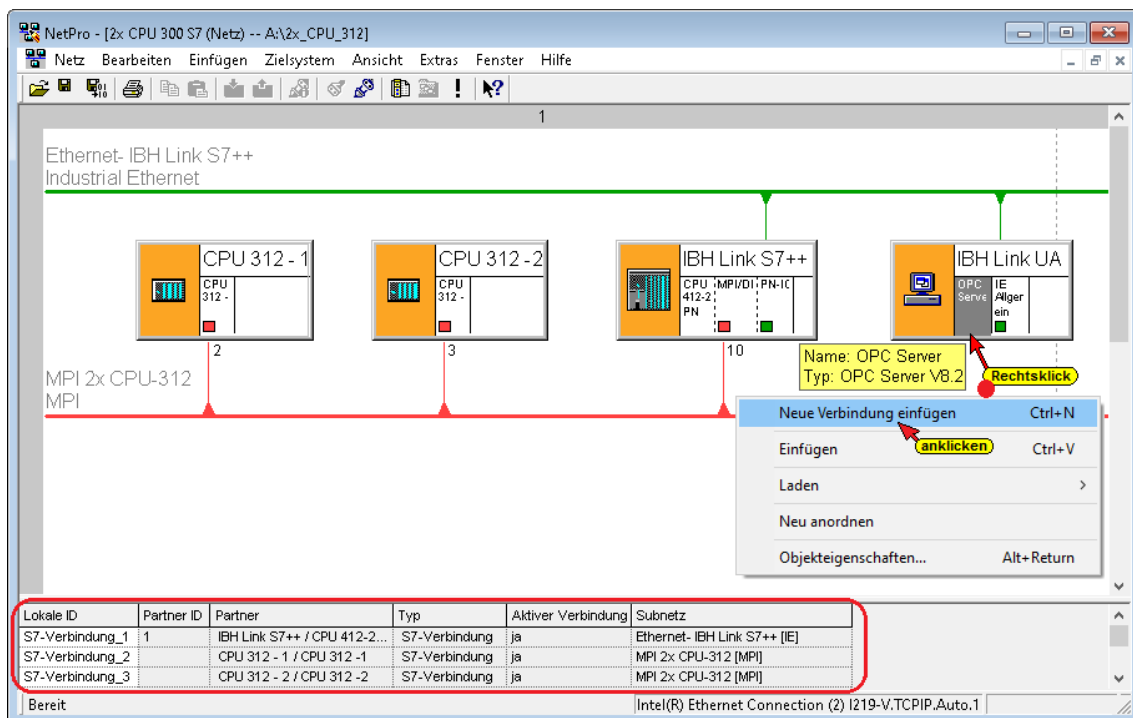 NetPro - [2x CPU 300 S7 (Netz) -- A:\2x_CPU_312]
Netz Bearbeiten Einfügen Zielsystem Ansicht Extras Fenster Hilfe
1
Ethernet- IBH Link S7++
Industrial Ethernet
CPU 312 - 1
CPU
312 -
2
CPU 312 -2
CPU
312 -
3
IBH Link S7++
CPU MPI/DI PN-IC
412-2
PN
10
IBH Link UA
OPC IE
Serve Allger
ein
Name: OPC Server
Typ: OPC Server V8.2
Rechtsklick
MPI 2x CPU-312
MPI
Neue Verbindung einfügen Ctrl+N
anklicken
Einfügen Ctrl+V
Laden
Neu anordnen
Objekteigenschaften... Alt+Return
Lokale ID Partner ID Partner Typ Aktiver Verbindung Subnetz
S7-Verbindung_1 1 IBH Link S7++ / CPU 412-2... S7-Verbindung ja Ethernet- IBH Link S7++ [IE]
S7-Verbindung_2 CPU 312 - 1 / CPU 312 -1 S7-Verbindung ja MPI 2x CPU-312 [MPI]
S7-Verbindung_3 CPU 312 - 2 / CPU 312 -2 S7-Verbindung ja MPI 2x CPU-312 [MPI]
Bereit Intel(R) Ethernet Connection (2) I219-V.TCPIP.Auto.1